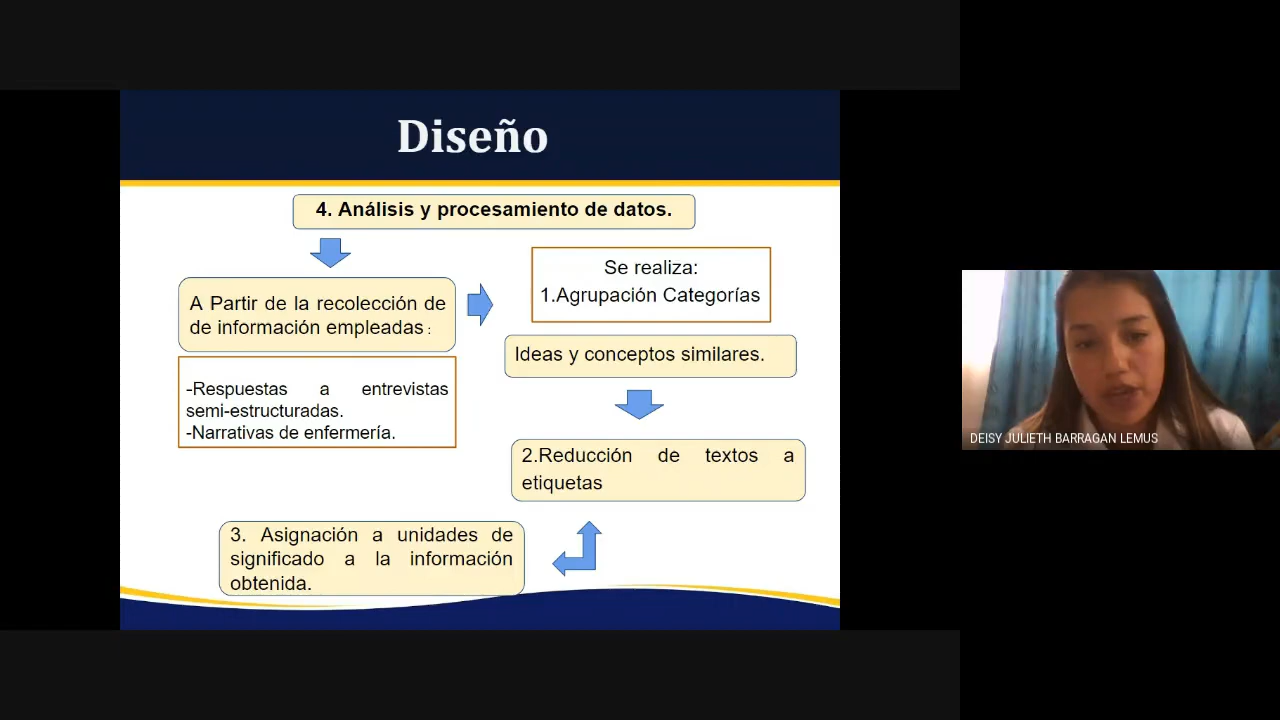 Diseño
4. Análisis y procesamiento de datos.
A Partir de la recolección de
de información empleadas :
-Respuestas a entrevistas
semi-estructuradas.
-Narrativas de enfermería.
Se realiza:
1.Agrupación Categorías
Ideas y conceptos similares.
2.Reducción de textos a
etiquetas
3. Asignación a unidades de
significado a la información
obtenida.
DEISY JULIETH BARRAGAN LEMUS